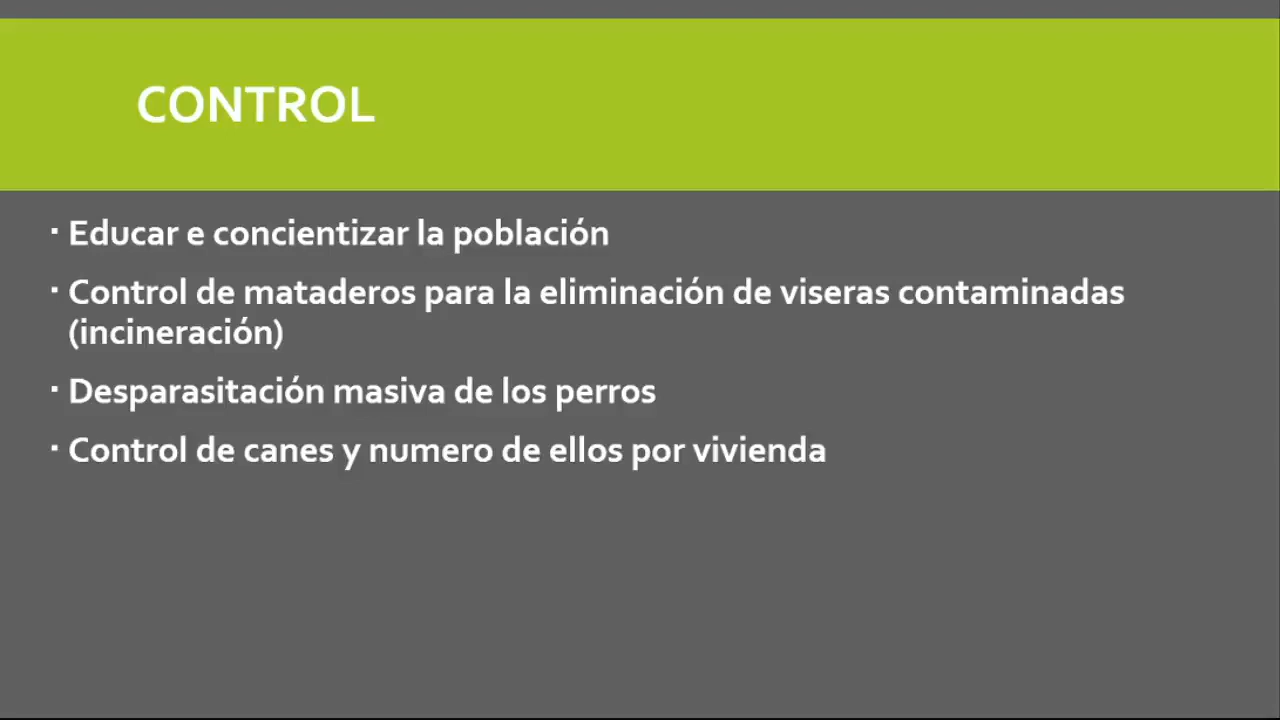 CONTROL
▪ Educar e concientizar la población
▪ Control de mataderos para la eliminación de viseras contaminadas
(incineración)
▪ Desparasitación masiva de los perros
▪ Control de canes y numero de ellos por vivienda